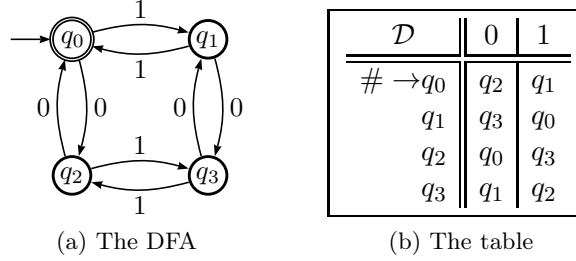 1
q0 q1
1
0 0 0 0
1
q2 q3
1
(a) The DFA
𝒟 0 1
# →q0 q2 q1
q1 q3 q0
q2 q0 q3
q3 q1 q2
(b) The table